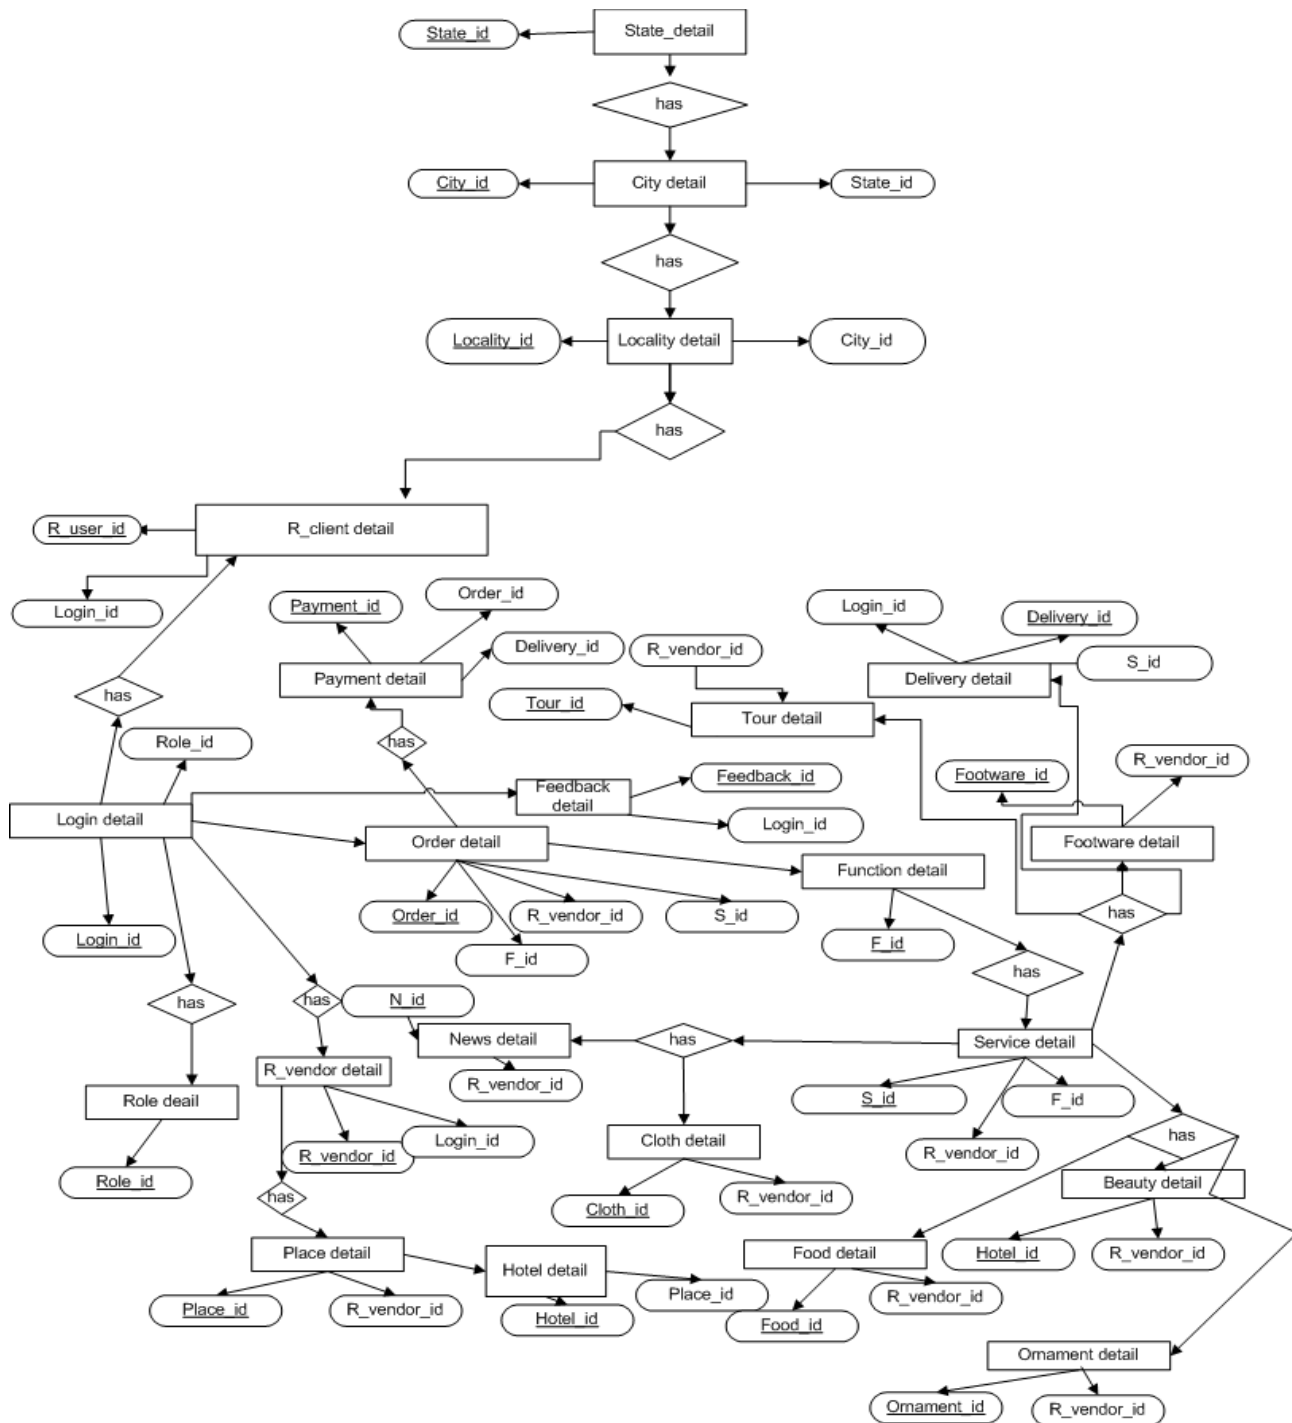 State_id
State_detail
has
City_id
City detail
State_id
has
Locality_id
Locality detail
City_id
has
R_user_id
R_client detail
Login_id
Payment_id
Order_id
Login_id
Delivery_id
Delivery_id
R_vendor_id
S_id
Payment detail
Delivery detail
has
Tour_id
Tour detail
Role_id
has
R_vendor_id
Footware_id
Feedback_id
Feedback
detail
Login detail
Login_id
Order detail
Footware detail
Function detail
Order_id
R_vendor_id
S_id
has
Login_id
F_id
F_id
has
has
has
N_id
News detail
has
Service detail
R_vendor detail
R_vendor_id
Role deail
S_id
F_id
Login_id
Cloth detail
has
R_vendor_id
R_vendor_id
Role_id
Beauty detail
has
Cloth_id
R_vendor_id
Place detail
Hotel detail
Food detail
Hotel_id
R_vendor_id
Place_id
R_vendor_id
Place_id
R_vendor_id
Hotel_id
Food_id
Ornament detail
Ornament_id
R_vendor_id